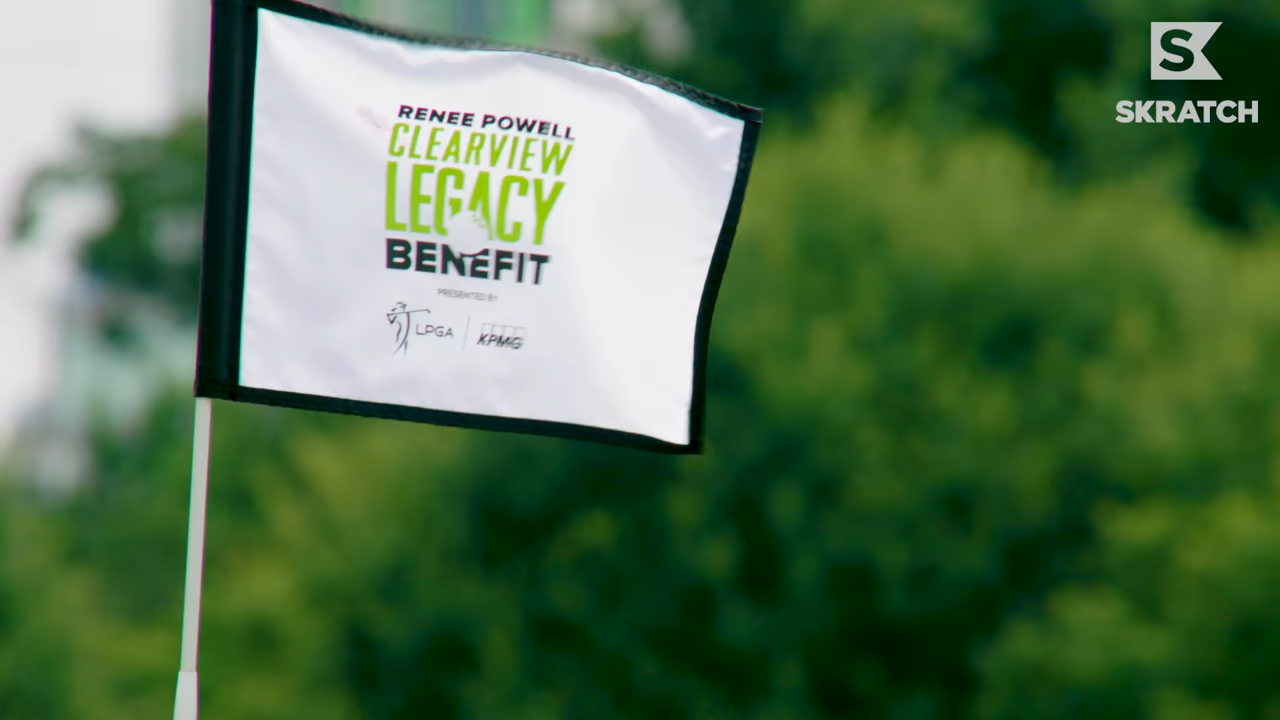 RENEE POWELL
CLEARVIEW
LEGACY
BENEFIT
PRESENTED BY
LPGA
KPMG
S
SKRATCH